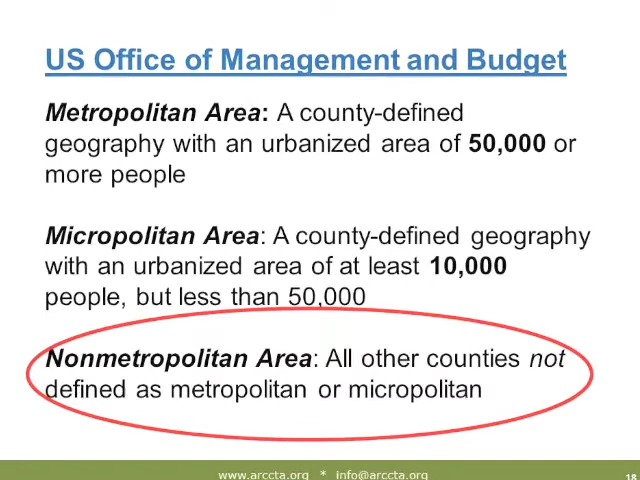 US Office of Management and Budget
Metropolitan Area: A county-defined
geography with an urbanized area of 50,000 or
more people
Micropolitan Area: A county-defined geography
with an urbanized area of at least 10,000
people, but less than 50,000
Nonmetropolitan Area: All other counties not
defined as metropolitan or micropolitan
www.arccta.org * info@arccta.org
18